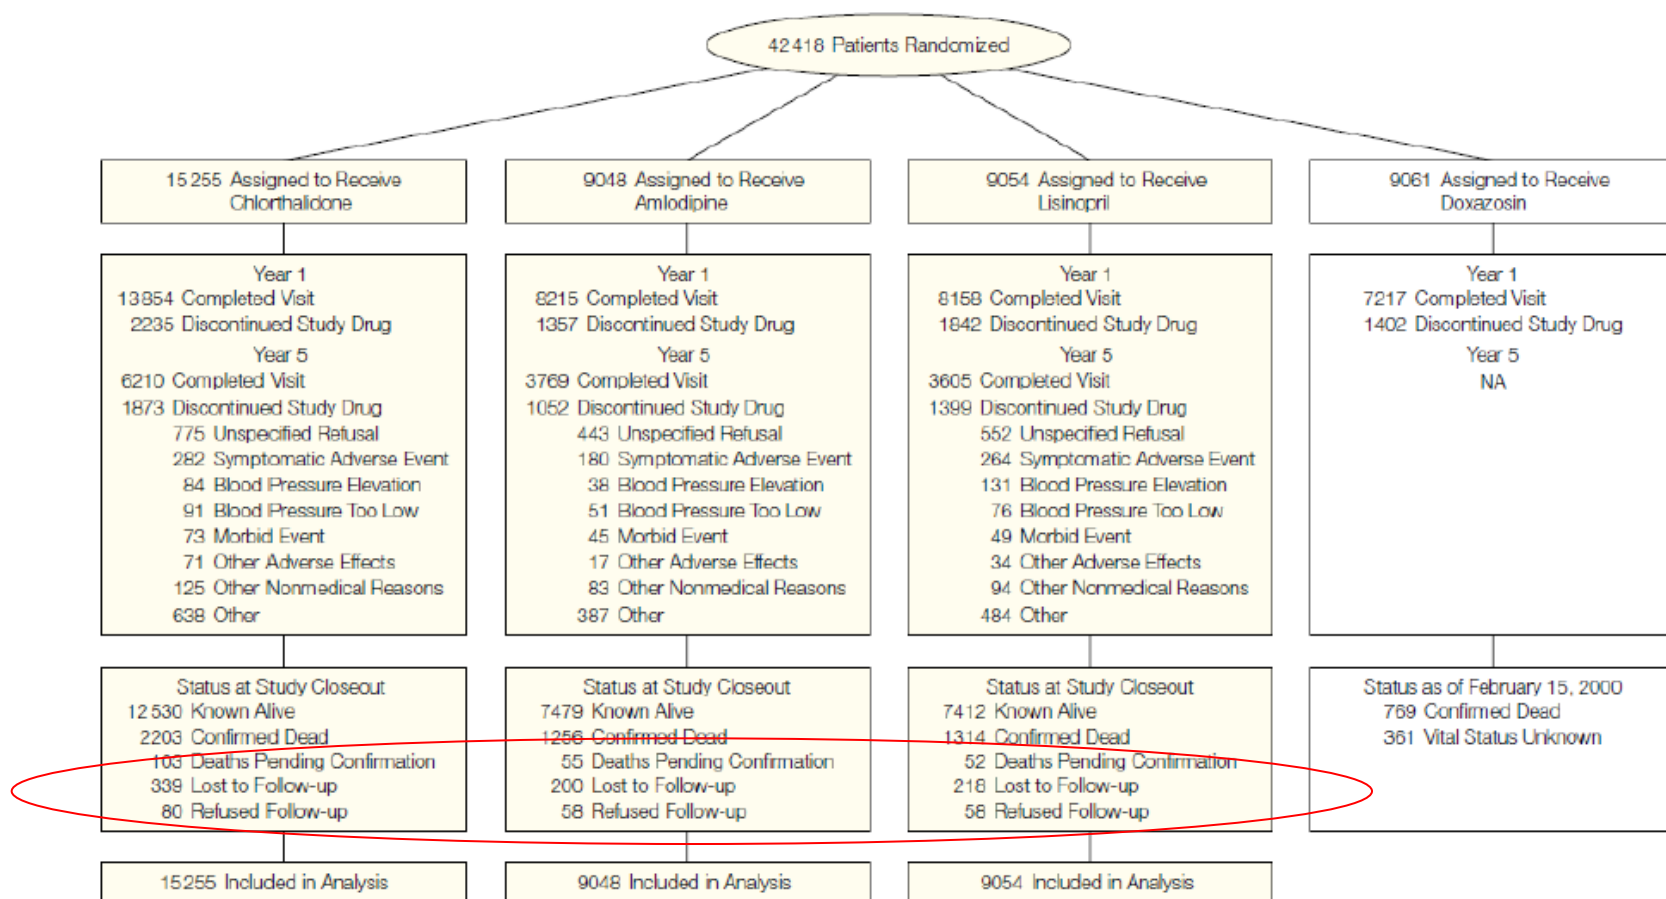 42418 Patients Randomized
15255 Assigned to Receive
Chlorthalidone
Year 1
13854 Completed Visit
2235 Discontinued Study Drug
Year 5
6210 Completed Visit
1873 Discontinued Study Drug
775 Unspecified Refusal
282 Symptomatic Adverse Event
84 Blood Pressure Elevation
91 Blood Pressure Too Low
73 Morbid Event
71 Other Adverse Effects
125 Other Nonmedical Reasons
638 Other
Status at Study Closeout
12530 Known Alive
2203 Confirmed Dead
103 Deaths Pending Confirmation
339 Lost to Follow-up
80 Refused Follow-up
15255 Included in Analysis
9048 Assigned to Receive
Amlodipine
Year 1
8215 Completed Visit
1357 Discontinued Study Drug
Year 5
3769 Completed Visit
1052 Discontinued Study Drug
443 Unspecified Refusal
180 Symptomatic Adverse Event
38 Blood Pressure Elevation
51 Blood Pressure Too Low
45 Morbid Event
17 Other Adverse Effects
83 Other Nonmedical Reasons
387 Other
Status at Study Closeout
7479 Known Alive
1256 Confirmed Dead
55 Deaths Pending Confirmation
200 Lost to Follow-up
58 Refused Follow-up
9048 Included in Analysis
9054 Assigned to Receive
Lisinopril
Year 1
8158 Completed Visit
1842 Discontinued Study Drug
Year 5
3605 Completed Visit
1399 Discontinued Study Drug
552 Unspecified Refusal
264 Symptomatic Adverse Event
131 Blood Pressure Elevation
76 Blood Pressure Too Low
49 Morbid Event
34 Other Adverse Effects
94 Other Nonmedical Reasons
484 Other
Status at Study Closeout
7412 Known Alive
1314 Confirmed Dead
52 Deaths Pending Confirmation
218 Lost to Follow-up
58 Refused Follow-up
9054 Included in Analysis
9061 Assigned to Receive
Doxazosin
Year 1
7217 Completed Visit
1402 Discontinued Study Drug
Year 5
NA
Status as of February 15, 2000
769 Confirmed Dead
361 Vital Status Unknown